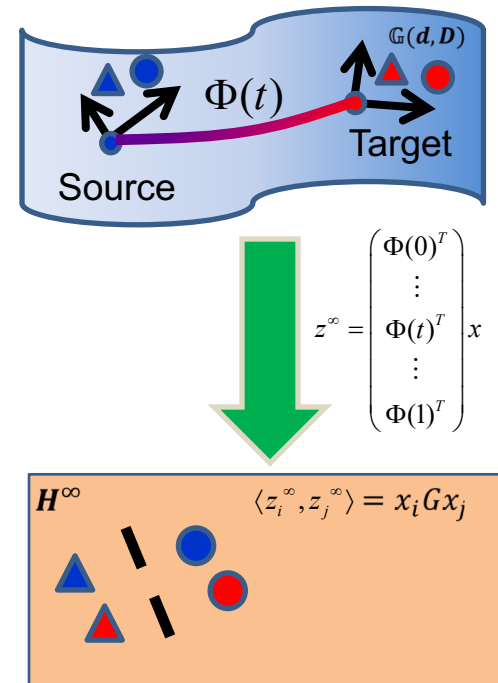 𝔾(d, D)
Φ(t)
Source
Target
z^∞ = ( Φ(0)^T ⋮ Φ(t)^T ⋮ Φ(1)^T ) x
H^∞
⟨z_i^∞, z_j^∞⟩ = x_i G x_j